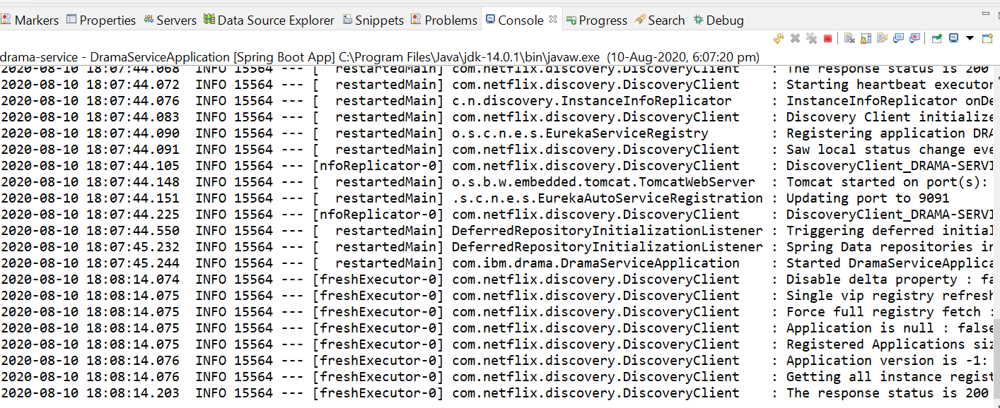 Markers Properties Servers Data Source Explorer Snippets Problems Console Progress Search Debug
drama-service - DramaServiceApplication [Spring Boot App] C:\Program Files\Java\jdk-14.0.1\bin\javaw.exe (10-Aug-2020, 6:07:20 pm)
2020-08-10 18:07:44.068 INFO 15564 --- [ restartedMain] com.netflix.discovery.DiscoveryClient : The response status is 200
2020-08-10 18:07:44.072 INFO 15564 --- [ restartedMain] com.netflix.discovery.DiscoveryClient : Starting heartbeat executor
2020-08-10 18:07:44.076 INFO 15564 --- [ restartedMain] c.n.discovery.InstanceInfoReplicator : InstanceInfoReplicator onDe
2020-08-10 18:07:44.083 INFO 15564 --- [ restartedMain] com.netflix.discovery.DiscoveryClient : Discovery Client initialize
2020-08-10 18:07:44.090 INFO 15564 --- [ restartedMain] o.s.c.n.e.s.EurekaServiceRegistry : Registering application DRA
2020-08-10 18:07:44.091 INFO 15564 --- [ restartedMain] com.netflix.discovery.DiscoveryClient : Saw local status change eve
2020-08-10 18:07:44.105 INFO 15564 --- [nfoReplicator-0] com.netflix.discovery.DiscoveryClient : DiscoveryClient_DRAMA-SERVI
2020-08-10 18:07:44.148 INFO 15564 --- [ restartedMain] o.s.b.w.embedded.tomcat.TomcatWebServer : Tomcat started on port(s):
2020-08-10 18:07:44.151 INFO 15564 --- [ restartedMain] .s.c.n.e.s.EurekaAutoServiceRegistration : Updating port to 9091
2020-08-10 18:07:44.225 INFO 15564 --- [nfoReplicator-0] com.netflix.discovery.DiscoveryClient : DiscoveryClient_DRAMA-SERVI
2020-08-10 18:07:44.550 INFO 15564 --- [ restartedMain] DeferredRepositoryInitializationListener : Triggering deferred initial
2020-08-10 18:07:45.232 INFO 15564 --- [ restartedMain] DeferredRepositoryInitializationListener : Spring Data repositories in
2020-08-10 18:07:45.244 INFO 15564 --- [ restartedMain] com.ibm.drama.DramaServiceApplication : Started DramaServiceApplica
2020-08-10 18:08:14.074 INFO 15564 --- [freshExecutor-0] com.netflix.discovery.DiscoveryClient : Disable delta property : fa
2020-08-10 18:08:14.075 INFO 15564 --- [freshExecutor-0] com.netflix.discovery.DiscoveryClient : Single vip registry refresh
2020-08-10 18:08:14.075 INFO 15564 --- [freshExecutor-0] com.netflix.discovery.DiscoveryClient : Force full registry fetch :
2020-08-10 18:08:14.075 INFO 15564 --- [freshExecutor-0] com.netflix.discovery.DiscoveryClient : Application is null : false
2020-08-10 18:08:14.075 INFO 15564 --- [freshExecutor-0] com.netflix.discovery.DiscoveryClient : Registered Applications siz
2020-08-10 18:08:14.076 INFO 15564 --- [freshExecutor-0] com.netflix.discovery.DiscoveryClient : Application version is -1:
2020-08-10 18:08:14.076 INFO 15564 --- [freshExecutor-0] com.netflix.discovery.DiscoveryClient : Getting all instance regist
2020-08-10 18:08:14.203 INFO 15564 --- [freshExecutor-0] com.netflix.discovery.DiscoveryClient : The response status is 200